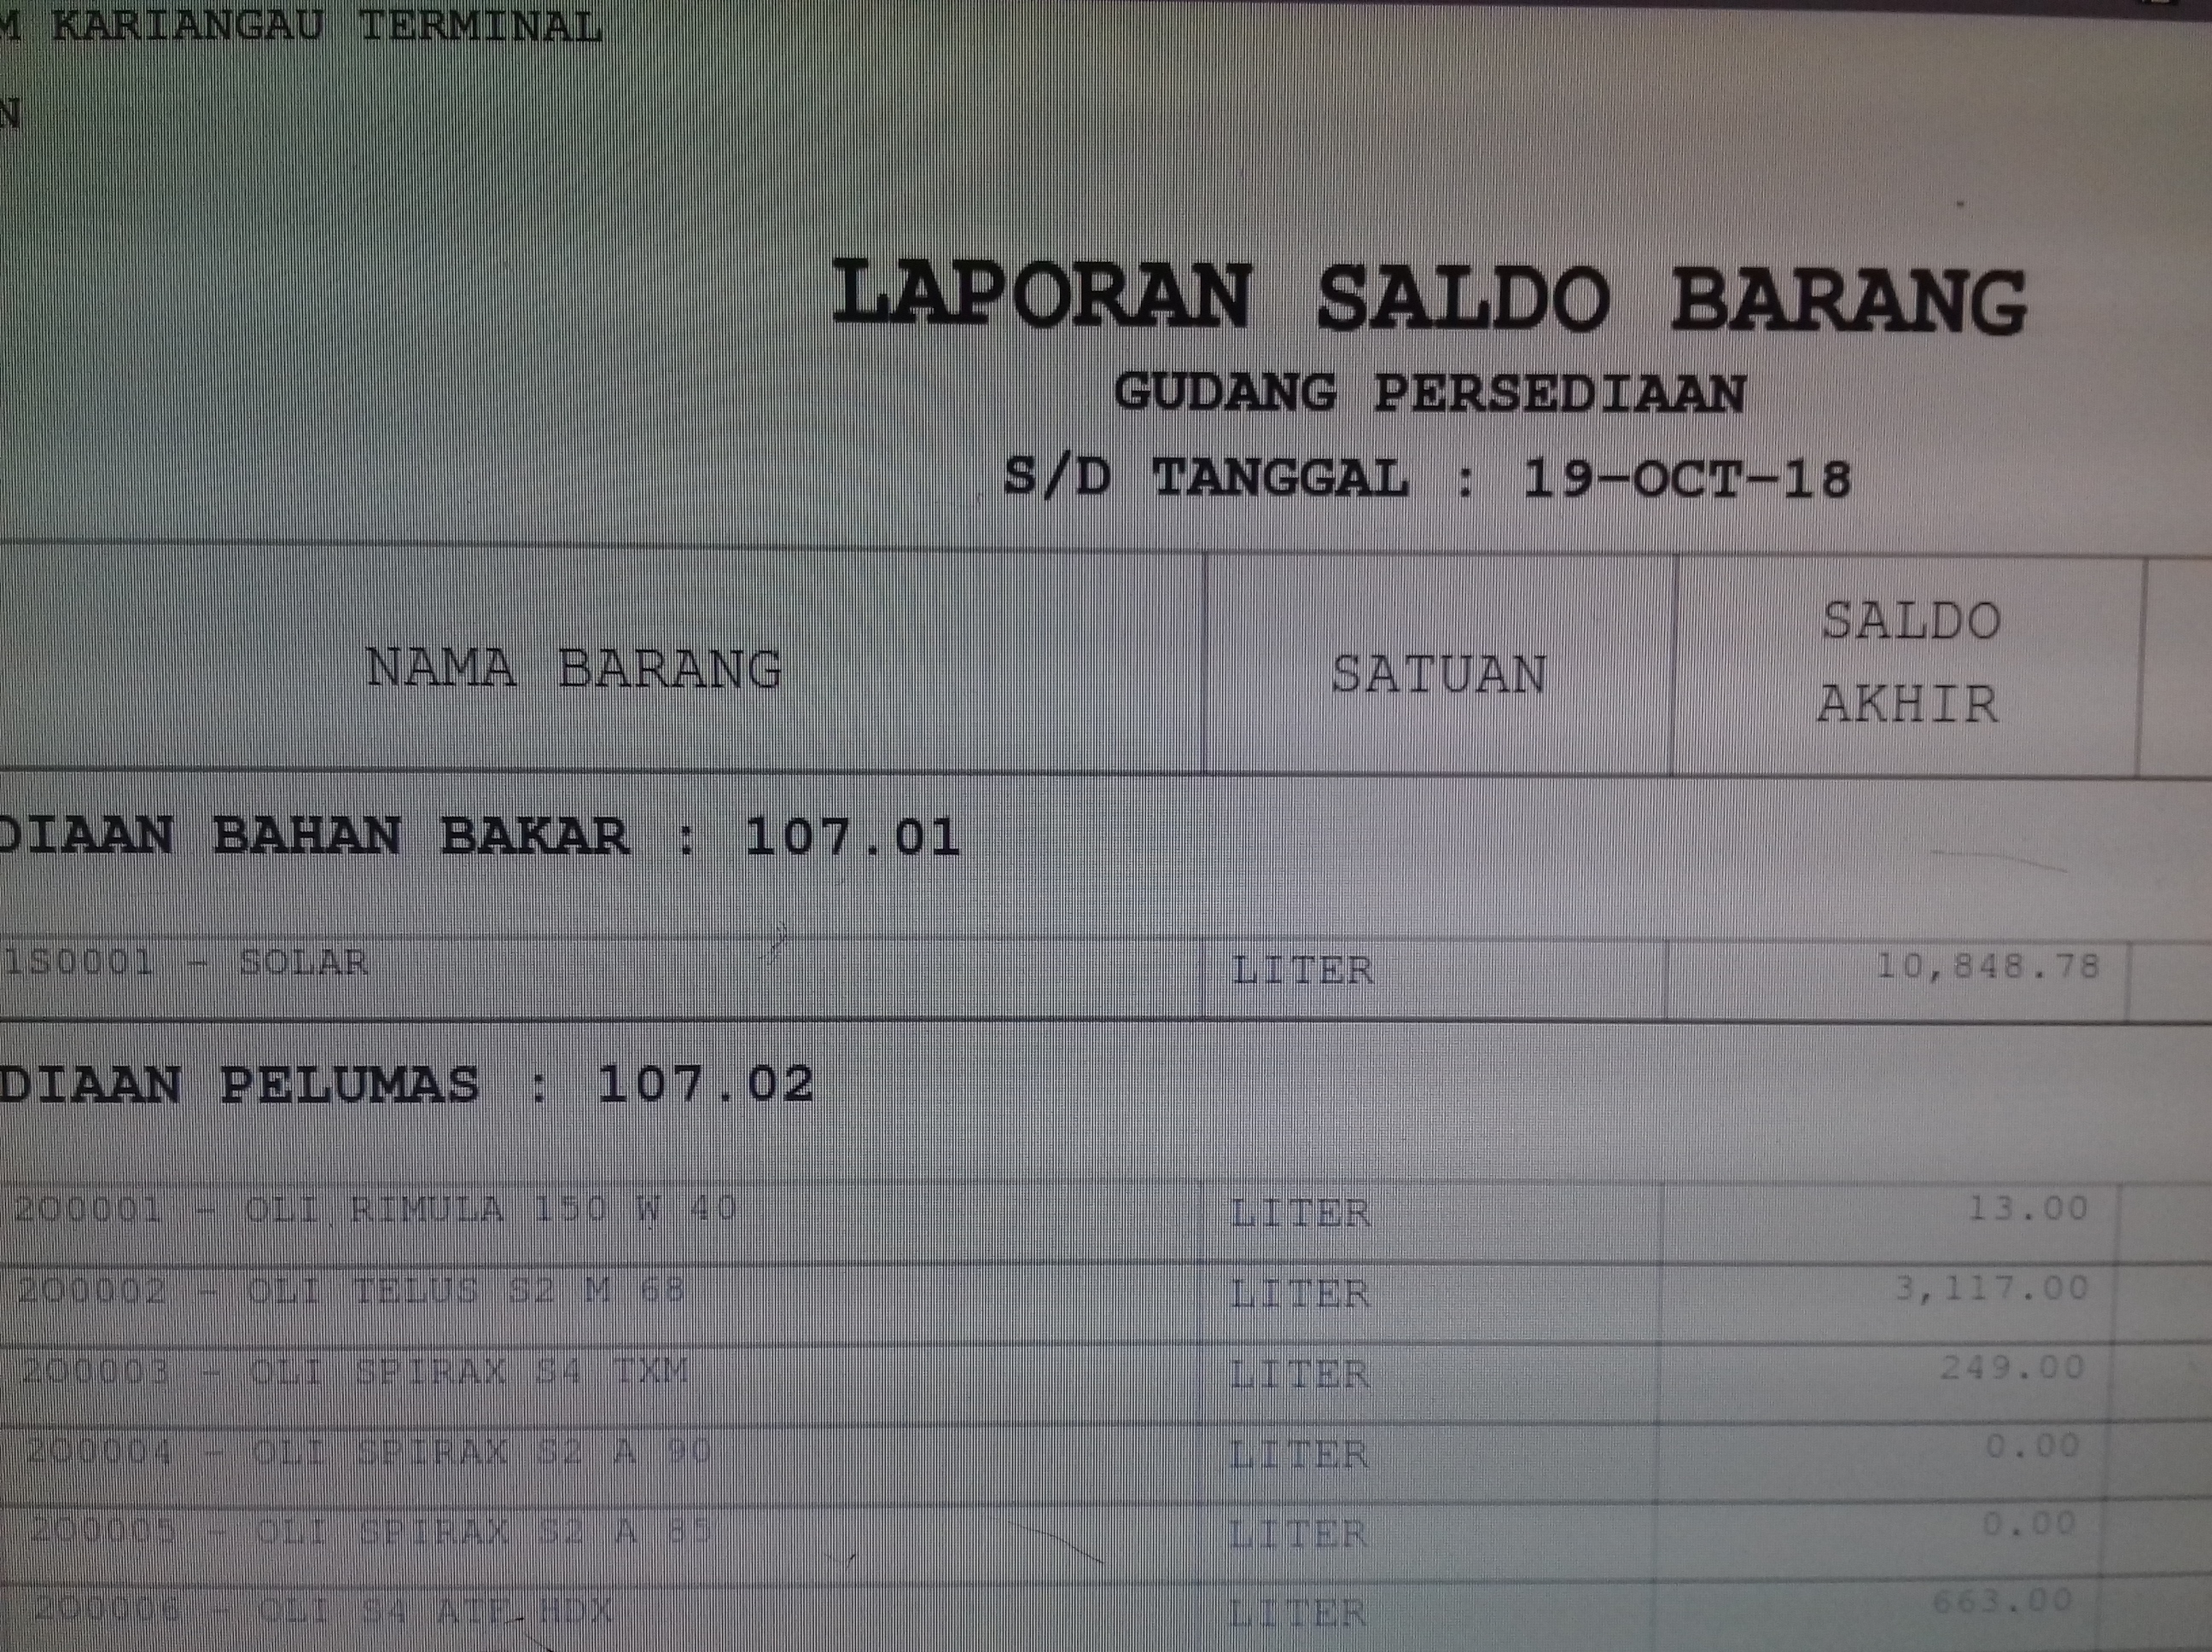 M KARIANGAU TERMINAL
N
LAPORAN SALDO BARANG
GUDANG PERSEDIAAN
S/D TANGGAL : 19-OCT-18
NAMA BARANG SATUAN SALDO AKHIR
DIAAN BAHAN BAKAR : 107.01
1S0001 - SOLAR LITER 10,848.78
DIAAN PELUMAS : 107.02
200001 - OLI RIMULA 150 W 40 LITER 13.00
200002 - OLI TELUS S2 M 68 LITER 3,117.00
200003 - OLI SPIRAX S4 TXM LITER 249.00
200004 - OLI SPIRAX S2 A 90 LITER 0.00
200005 - OLI SPIRAX S2 A 85 LITER 0.00
200006 - OLI S4 ATF HDX LITER 663.00